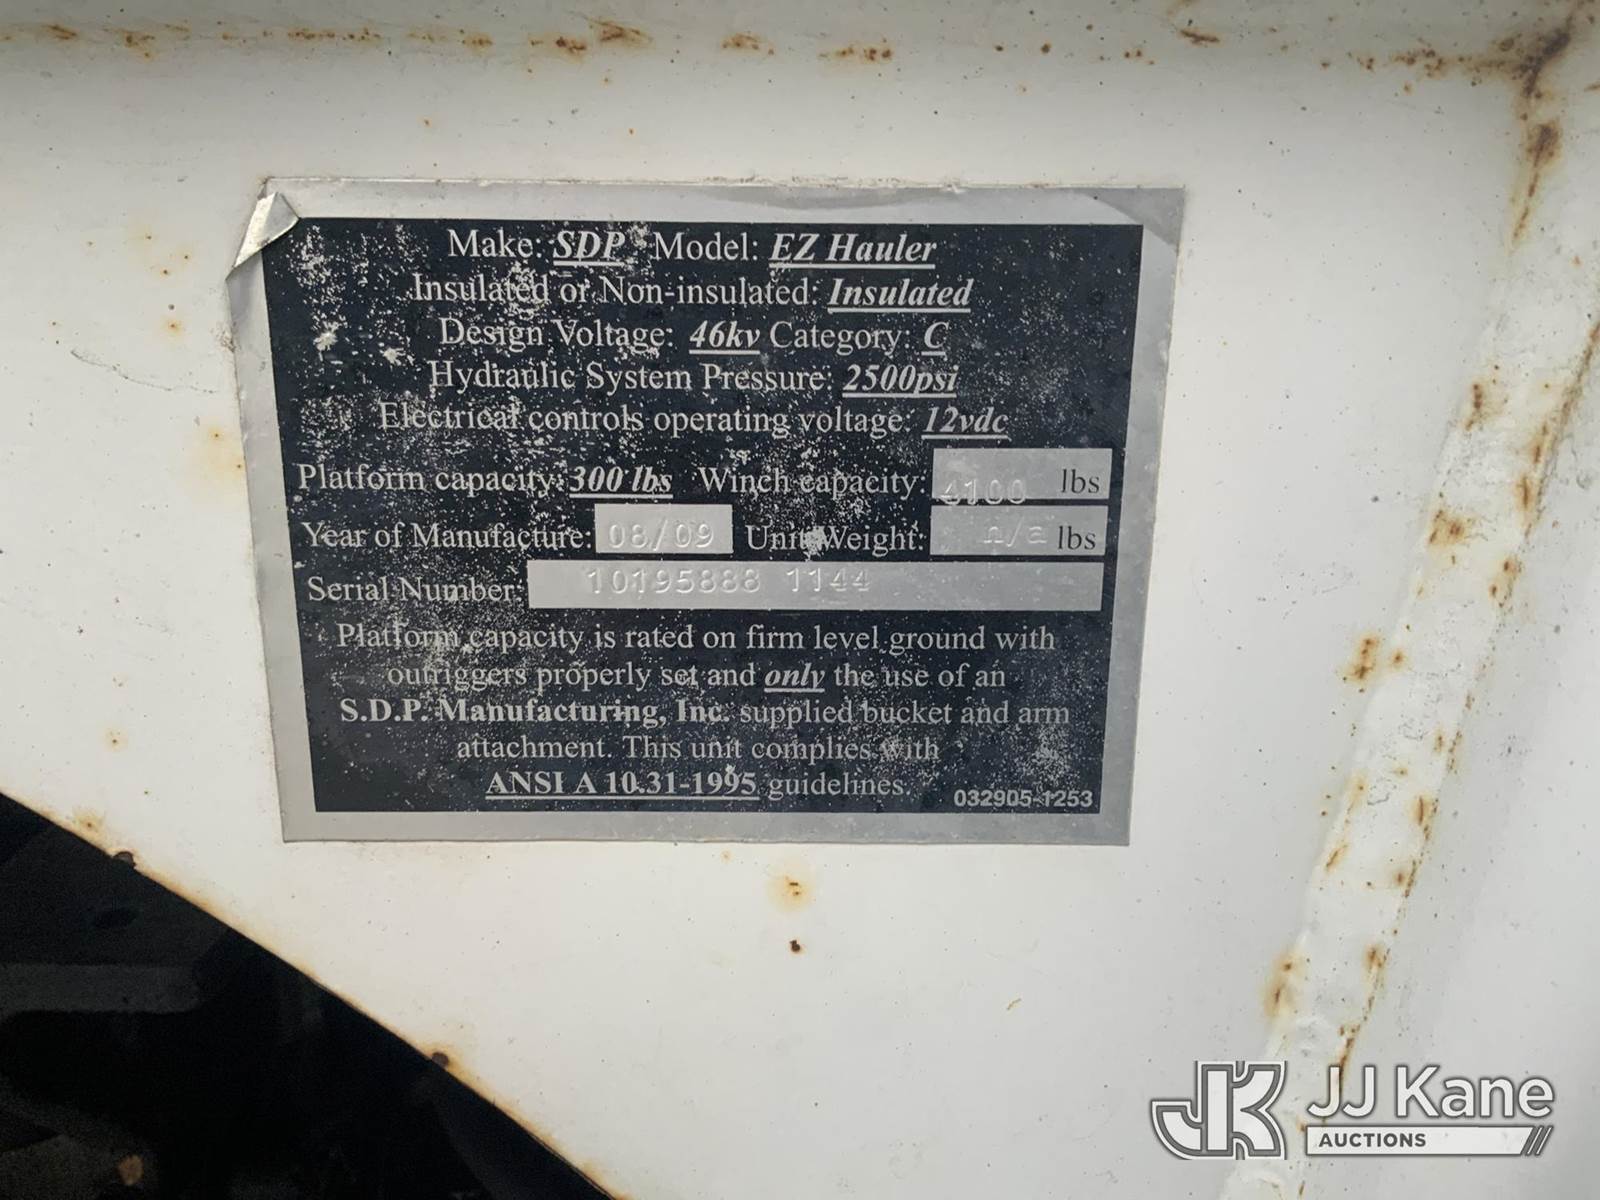 Make: SDP Model: EZ Hauler
Insulated or Non-insulated: Insulated
Design Voltage: 46kv Category: C
Hydraulic System Pressure: 2500psi
Electrical controls operating voltage: 12vdc
Platform capacity: 300 lbs Winch capacity: 4100 lbs
Year of Manufacture: 08/09 Unit Weight: n/a lbs
Serial Number: 10195888 1144
Platform capacity is rated on firm level ground with
outriggers properly set and only the use of an
S.D.P. Manufacturing, Inc. supplied bucket and arm
attachment. This unit complies with
ANSI A 10.31-1995 guidelines.
032905-1253
JK JJ Kane
AUCTIONS